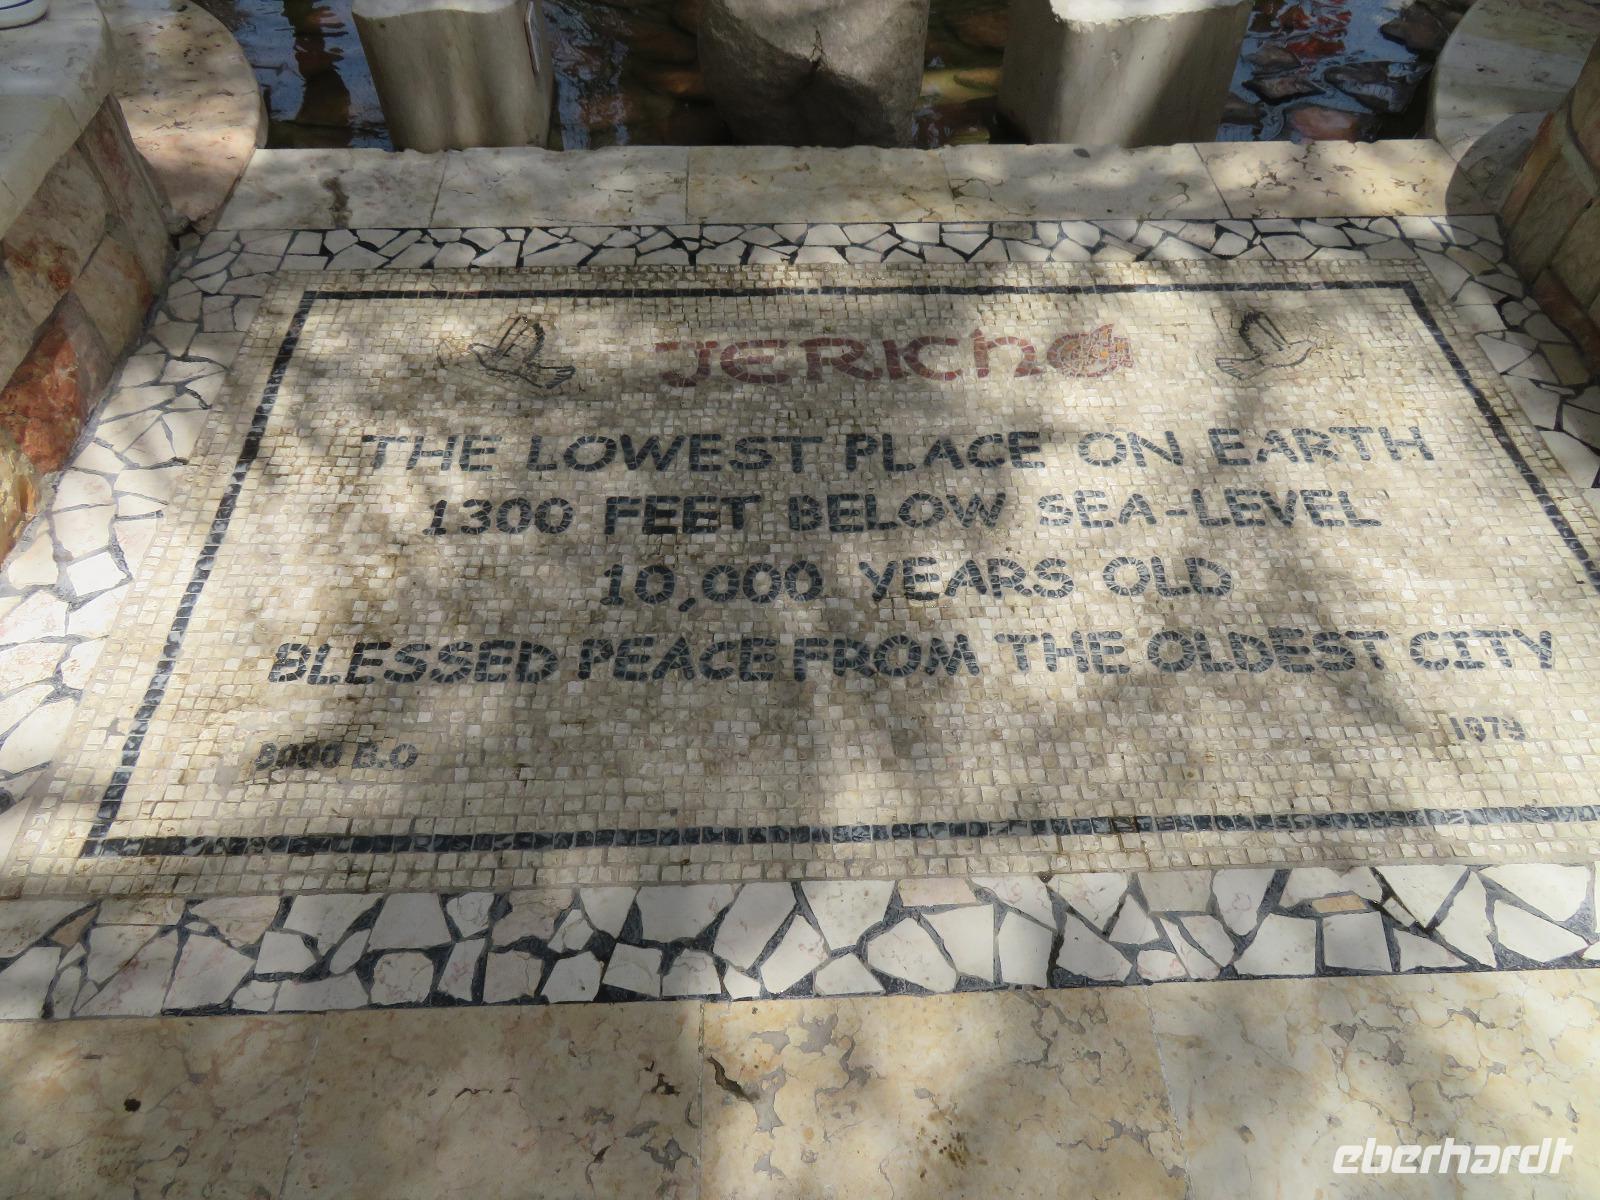 JERICHO
THE LOWEST PLACE ON EARTH
1300 FEET BELOW SEA-LEVEL
10,000 YEARS OLD
BLESSED PEACE FROM THE OLDEST CITY
8000 B.O
1979
eberhardt